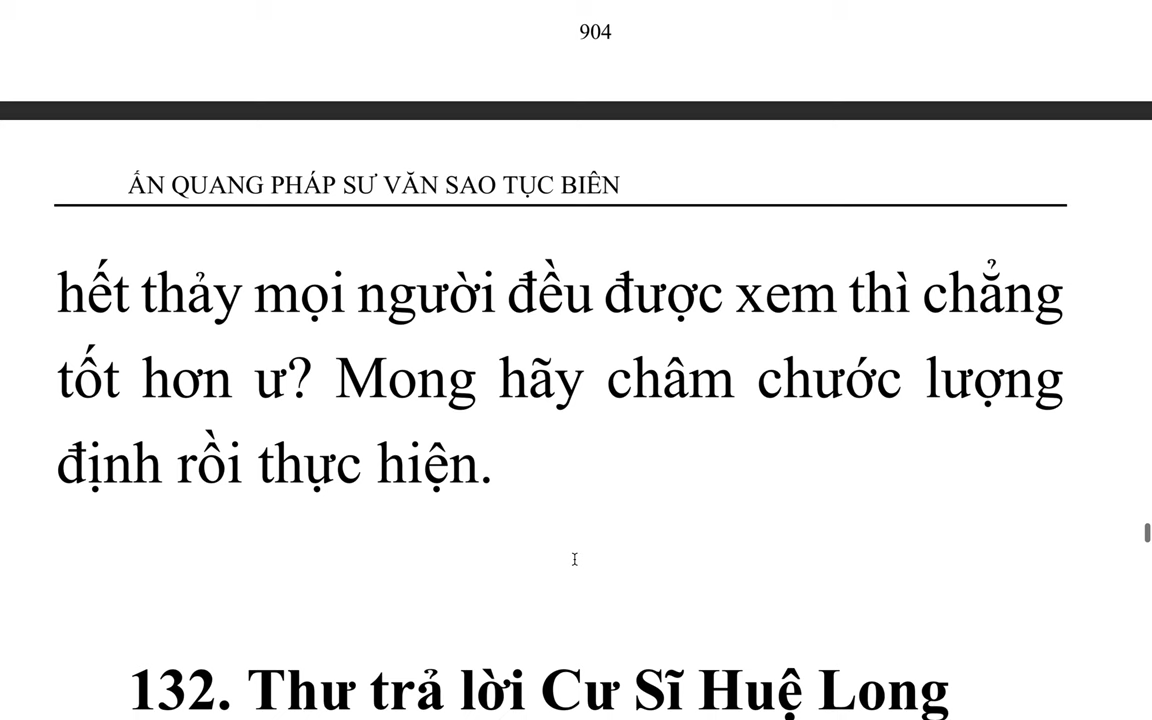 904
ẤN QUANG PHÁP SƯ VĂN SAO TỤC BIÊN
hết thảy mọi người đều được xem thì chẳng
tốt hơn ư? Mong hãy châm chước lượng
định rồi thực hiện.
132. Thư trả lời Cư Sĩ Huệ Long